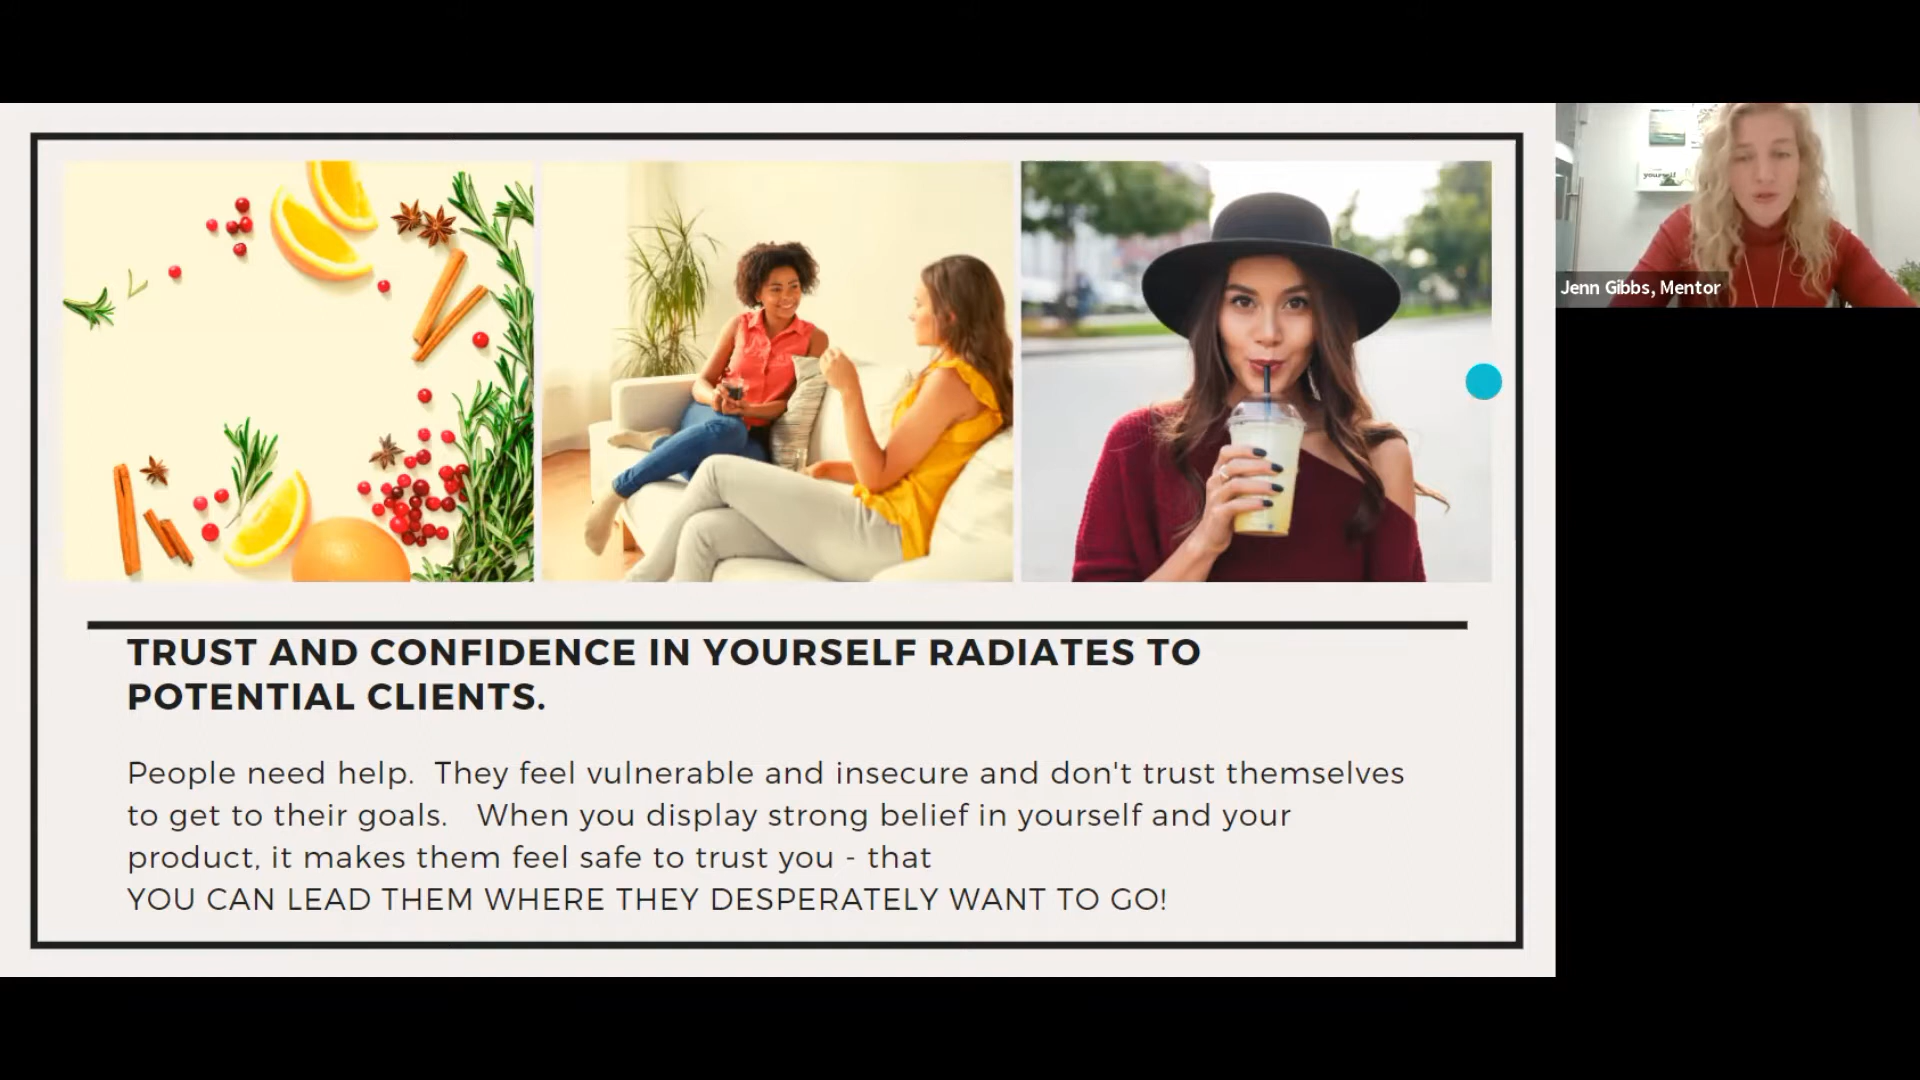 yourself
Jenn Gibbs, Mentor
TRUST AND CONFIDENCE IN YOURSELF RADIATES TO
POTENTIAL CLIENTS.
People need help. They feel vulnerable and insecure and don't trust themselves
to get to their goals. When you display strong belief in yourself and your
product, it makes them feel safe to trust you - that
YOU CAN LEAD THEM WHERE THEY DESPERATELY WANT TO GO!